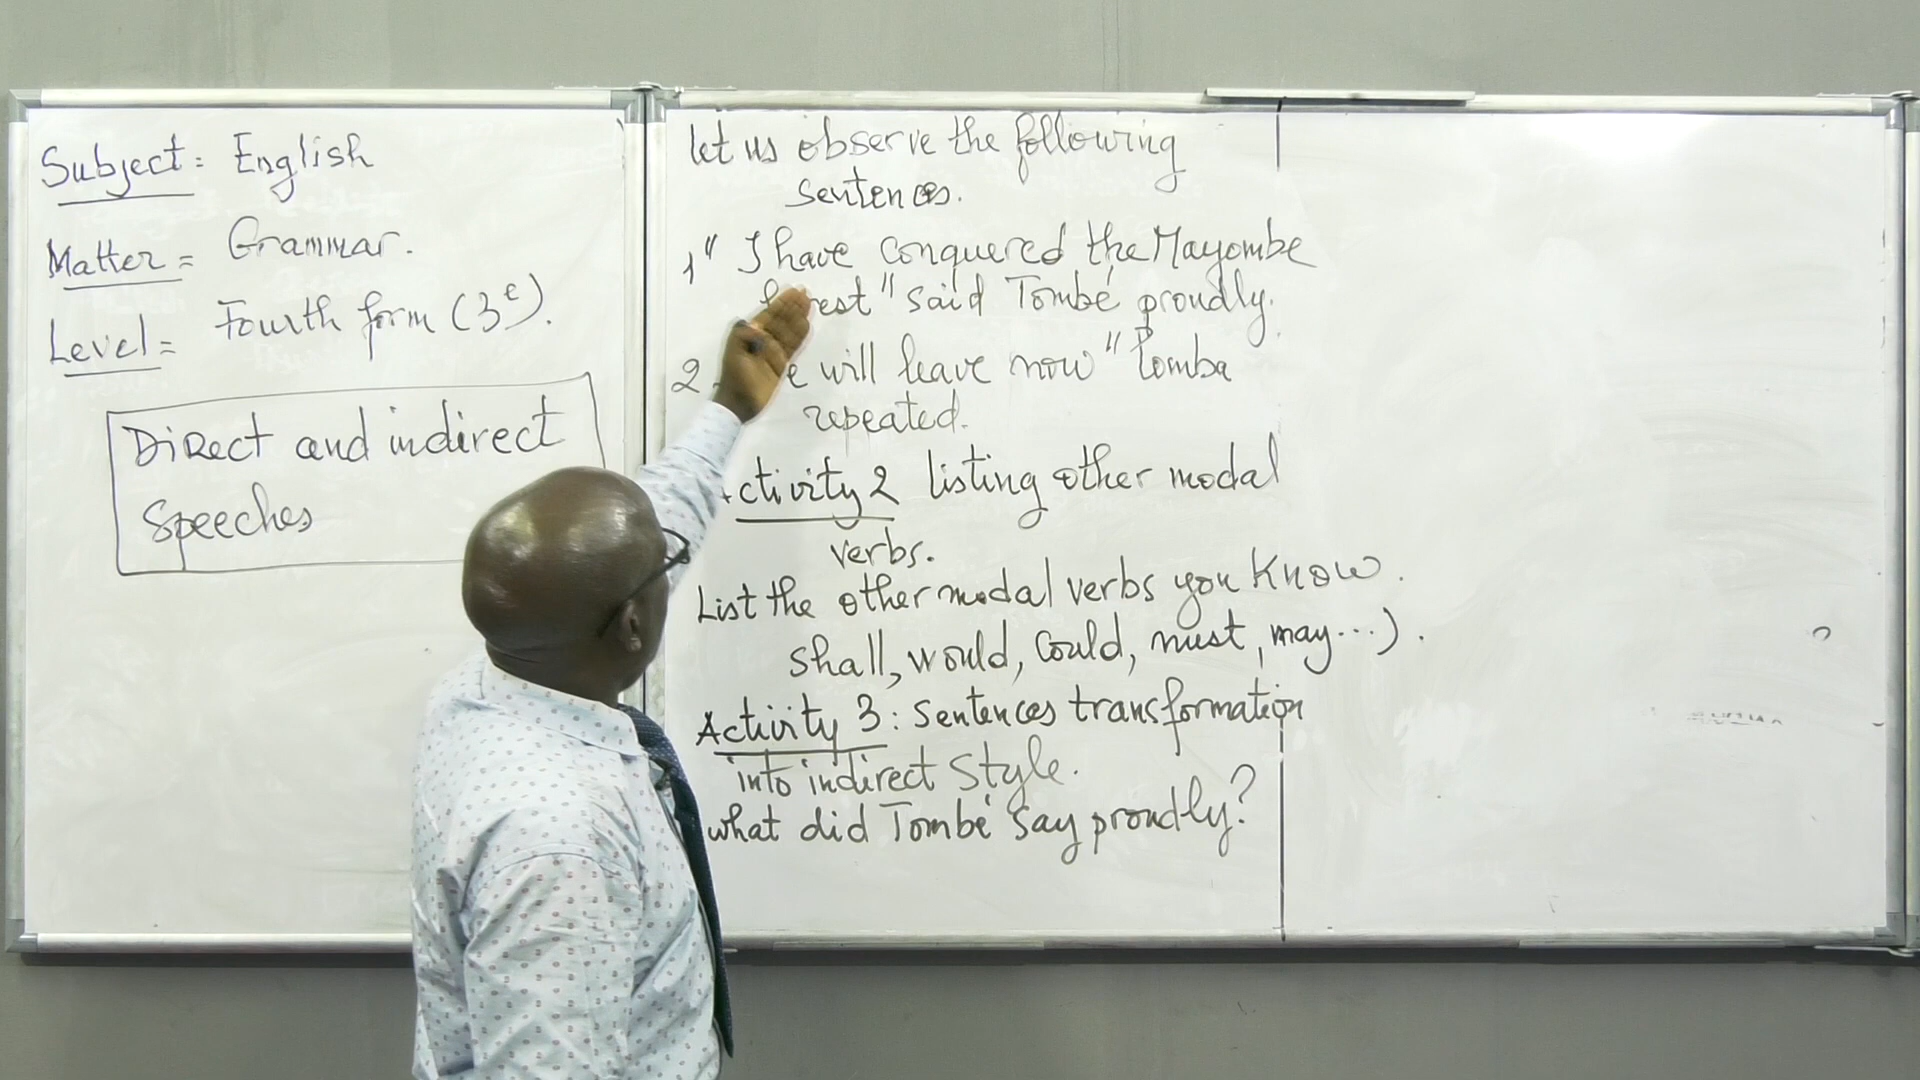 Subject: English
Matter = Grammar.
Level = Fourth form (3e).
Direct and indirect
Speeches
let us observe the following
sentences.
1" I have conquered the Mayombe
" said Tombé proudly.
2 will leave now " Tomba
repeated.
2 listing other modal
verbs.
List the other modal verbs you know.
shall, would, could, must, may...).
Activity 3: sentences transformation
into indirect style.
what did Tombé say proudly?